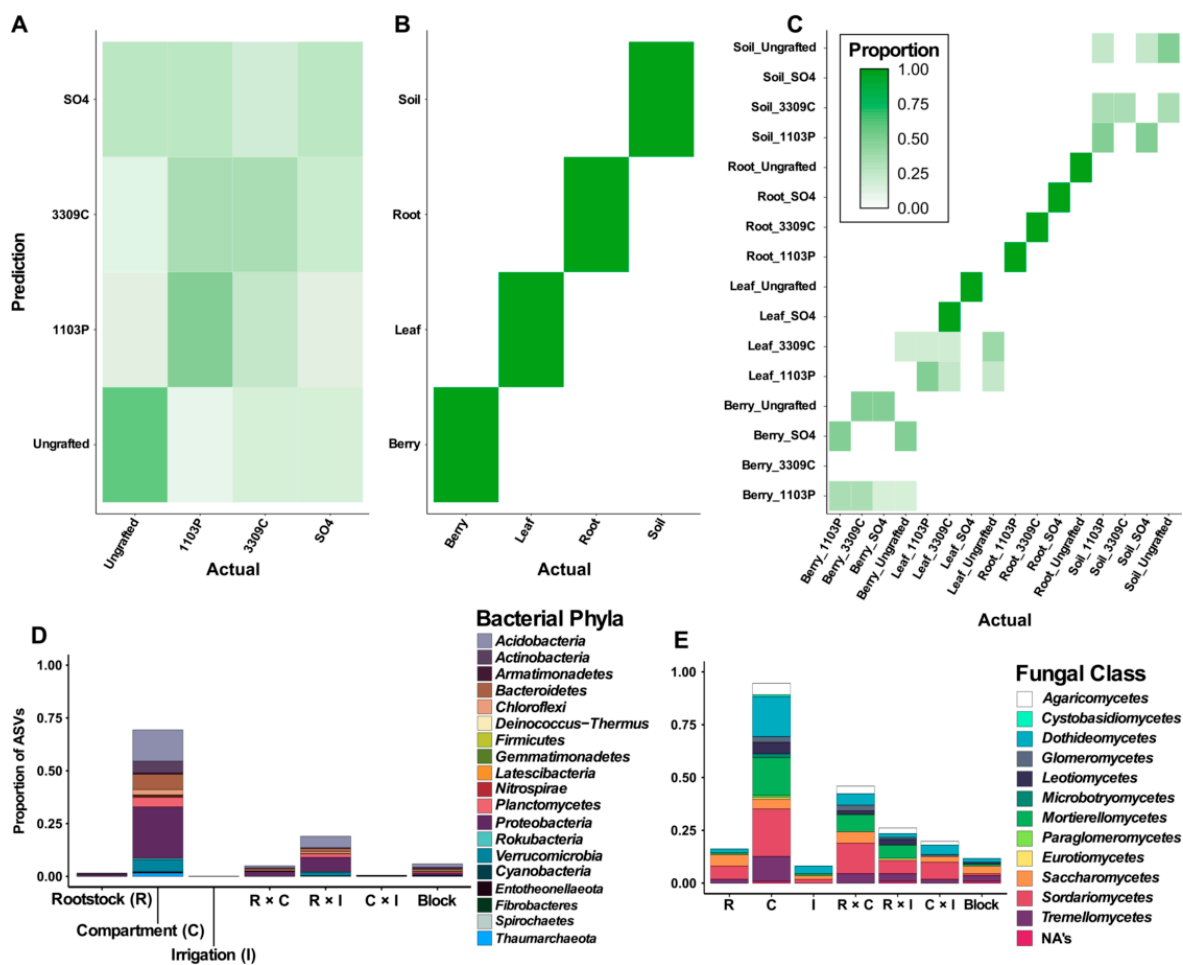 A
Prediction
SO4
3309C
1103P
Ungrafted
Ungrafted
1103P
3309C
SO4
Actual
B
Soil
Root
Leaf
Berry
Berry
Leaf
Root
Soil
Actual
C
Proportion
1.00
0.75
0.50
0.25
0.00
Soil_Ungrafted
Soil_SO4
Soil_3309C
Soil_1103P
Root_Ungrafted
Root_SO4
Root_3309C
Root_1103P
Leaf_Ungrafted
Leaf_SO4
Leaf_3309C
Leaf_1103P
Berry_Ungrafted
Berry_SO4
Berry_3309C
Berry_1103P
Berry_1103P
Berry_3309C
Berry_SO4
Berry_Ungrafted
Leaf_1103P
Leaf_3309C
Leaf_SO4
Leaf_Ungrafted
Root_1103P
Root_3309C
Root_SO4
Root_Ungrafted
Soil_1103P
Soil_3309C
Soil_SO4
Soil_Ungrafted
Actual
D
Proportion of ASVs
1.00
0.75
0.50
0.25
0.00
Rootstock (R)
Compartment (C)
Irrigation (I)
R × C
R × I
C × I
Block
Bacterial Phyla
Acidobacteria
Actinobacteria
Armatimonadetes
Bacteroidetes
Chloroflexi
Deinococcus−Thermus
Firmicutes
Gemmatimonadetes
Latescibacteria
Nitrospirae
Planctomycetes
Proteobacteria
Rokubacteria
Verrucomicrobia
Cyanobacteria
Entotheonellaeota
Fibrobacteres
Spirochaetes
Thaumarchaeota
E
1.00
0.75
0.50
0.25
0.00
R
C
I
R × C
R × I
C × I
Block
Fungal Class
Agaricomycetes
Cystobasidiomycetes
Dothideomycetes
Glomeromycetes
Leotiomycetes
Microbotryomycetes
Mortierellomycetes
Paraglomeromycetes
Eurotiomycetes
Saccharomycetes
Sordariomycetes
Tremellomycetes
NA's